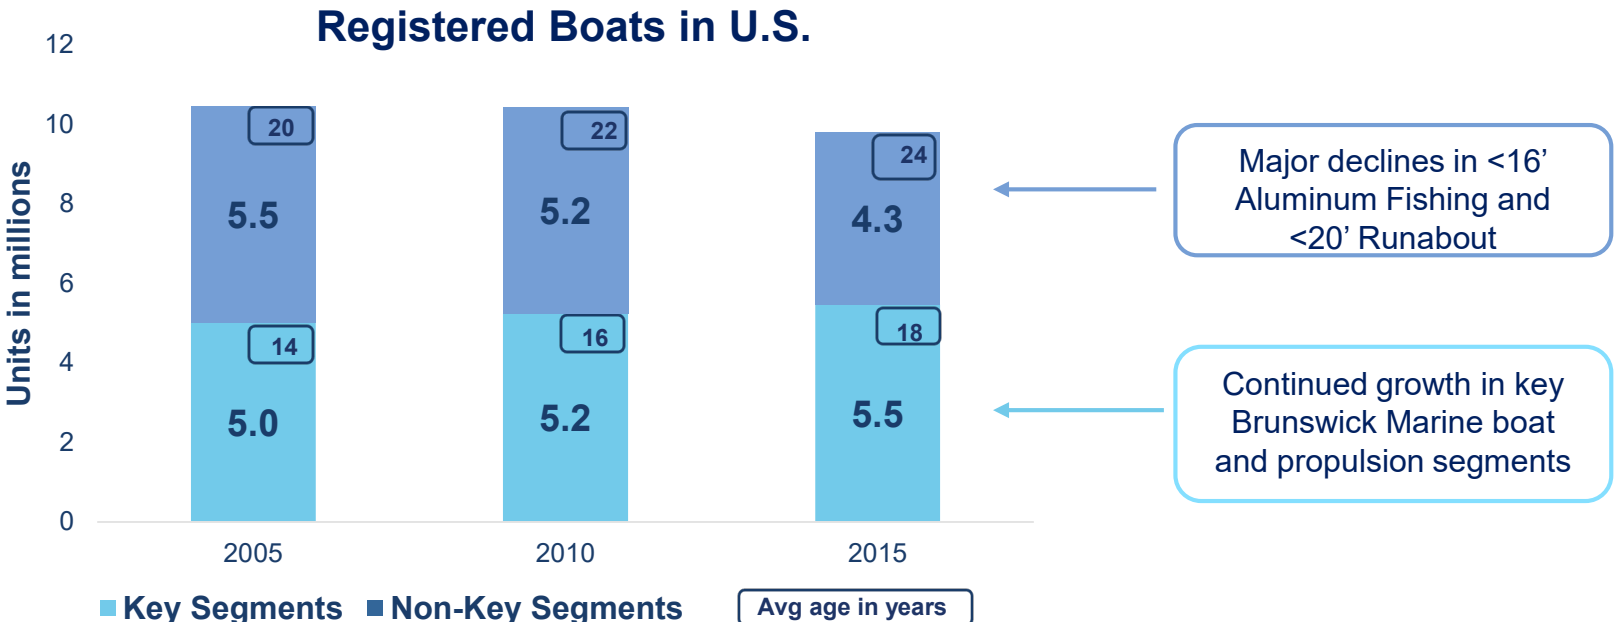 Registered Boats in U.S.
Units in millions
12
10
8
6
4
2
0
20
5.5
14
5.0
22
5.2
16
5.2
24
4.3
18
5.5
2005
2010
2015
Key Segments
Non-Key Segments
Avg age in years
Major declines in <16’
Aluminum Fishing and
<20’ Runabout
Continued growth in key
Brunswick Marine boat
and propulsion segments